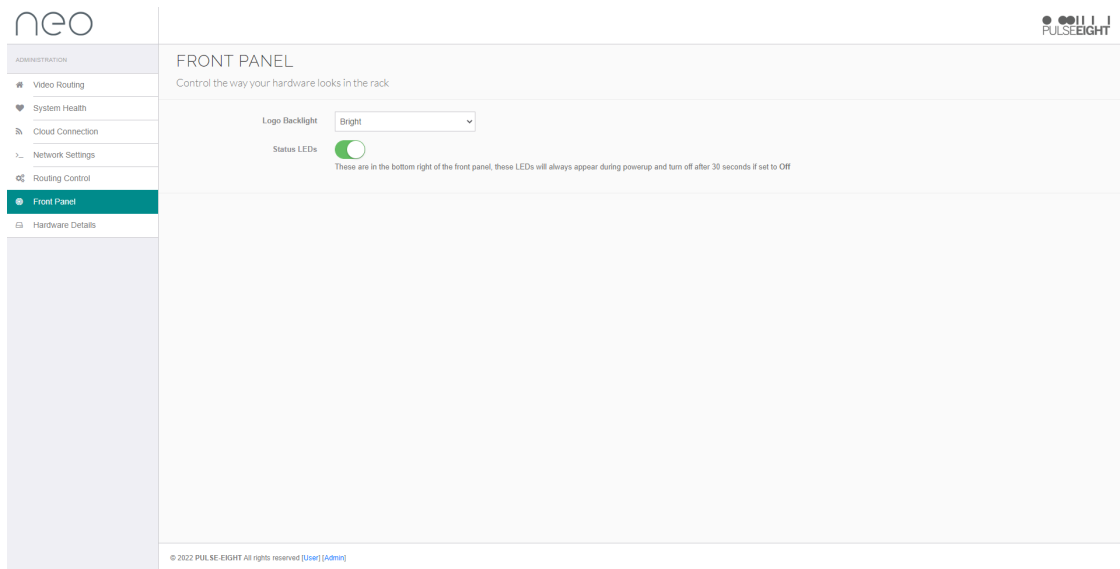 neo
PULSEEIGHT
ADMINISTRATION
Video Routing
System Health
Cloud Connection
Network Settings
Routing Control
Front Panel
Hardware Details
FRONT PANEL
Control the way your hardware looks in the rack
Logo Backlight
Bright
Status LEDs
These are in the bottom right of the front panel, these LEDs will always appear during powerup and turn off after 30 seconds if set to Off
© 2022 PULSE-EIGHT All rights reserved [User] [Admin]